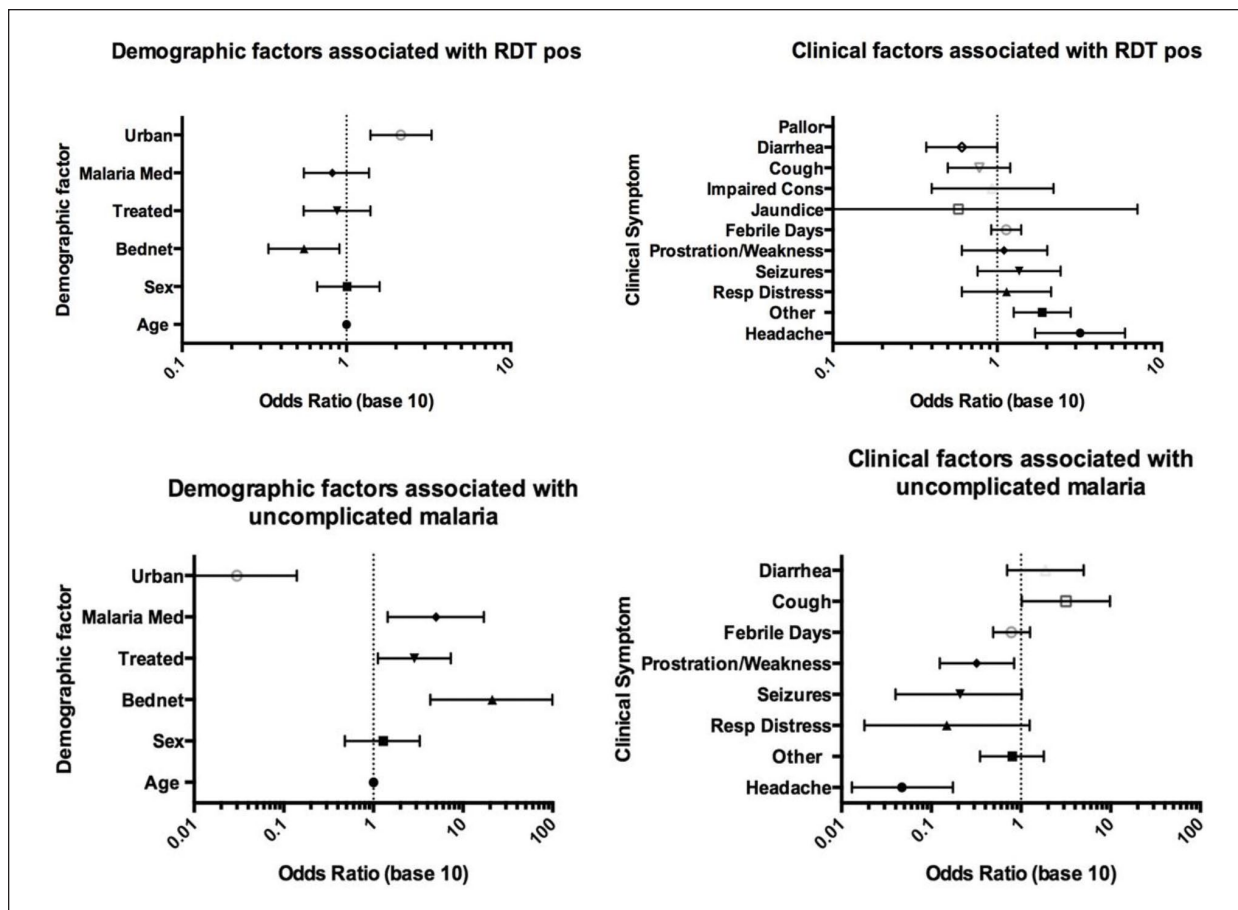 Demographic factors associated with RDT pos
Demographic factor
Urban
Malaria Med
Treated
Bednet
Sex
Age
0.1
1
10
Odds Ratio (base 10)
Clinical factors associated with RDT pos
Clinical Symptom
Pallor
Diarrhea
Cough
Impaired Cons
Jaundice
Febrile Days
Prostration/Weakness
Seizures
Resp Distress
Other
Headache
0.1
1
10
Odds Ratio (base 10)
Demographic factors associated with
uncomplicated malaria
Demographic factor
Urban
Malaria Med
Treated
Bednet
Sex
Age
0.01
0.1
1
10
100
Odds Ratio (base 10)
Clinical factors associated with
uncomplicated malaria
Clinical Symptom
Diarrhea
Cough
Febrile Days
Prostration/Weakness
Seizures
Resp Distress
Other
Headache
0.01
0.1
1
10
100
Odds Ratio (base 10)